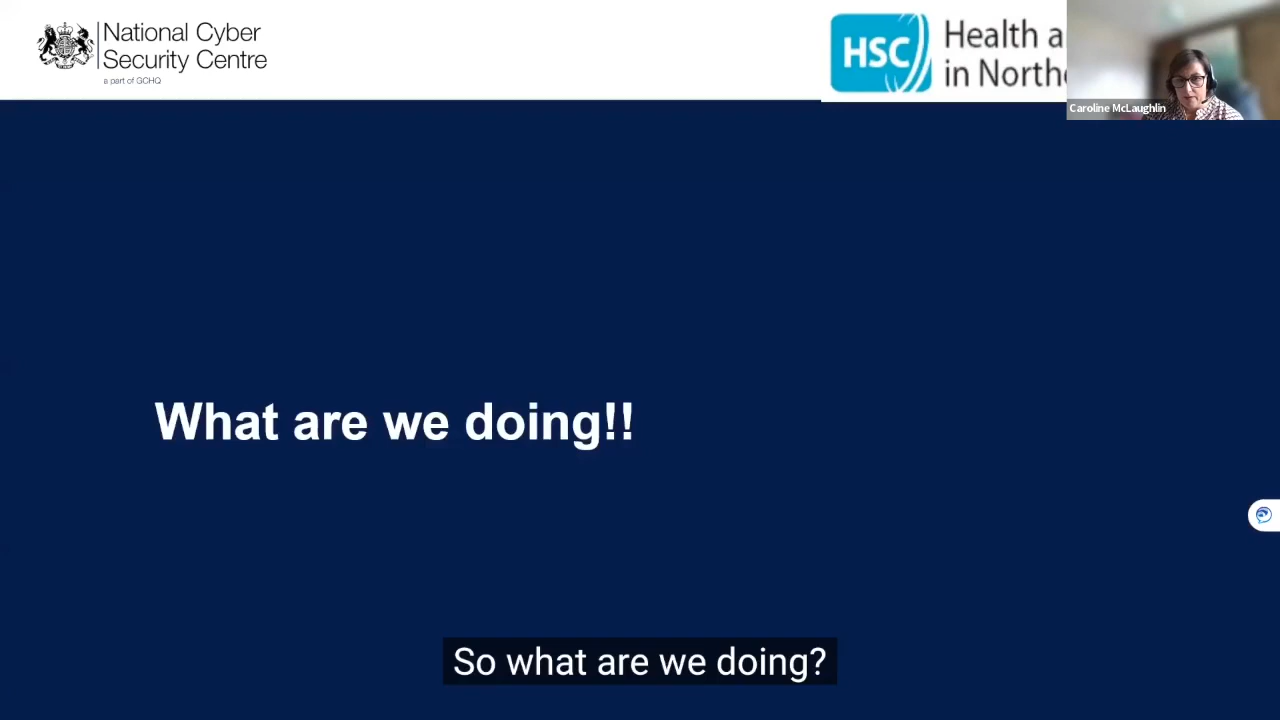 National Cyber
Security Centre
a part of GCHQ
HSC
Health a
in Northe
Caroline McLaughlin
What are we doing!!
So what are we doing?